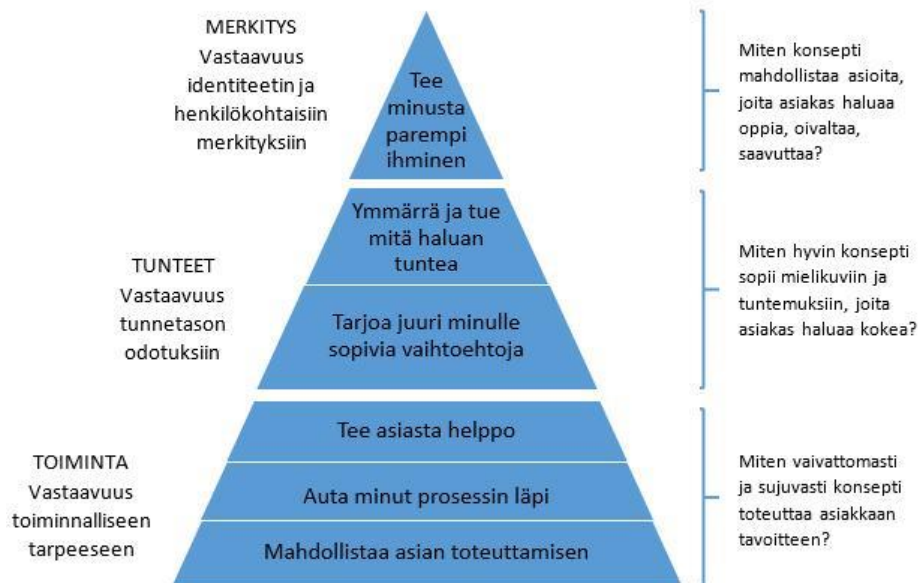 MERKITYS
Vastaavuus
identiteetin ja
henkilökohtaisiin
merkityksiin
Tee
minusta
parempi
ihminen
Miten konsepti
mahdollistaa asioita,
joita asiakas haluaa
oppia, oivaltaa,
saavuttaa?
TUNTEET
Vastaavuus
tunnetason
odotuksiin
Ymmärrä ja tue
mitä haluan
tuntea
Tarjoa juuri minulle
sopivia vaihtoehtoja
Miten hyvin konsepti
sopii mielikuviin ja
tuntemuksiin, joita
asiakas haluaa kokea?
TOIMINTA
Vastaavuus
toiminnalliseen
tarpeeseen
Tee asiasta helppo
Auta minut prosessin läpi
Mahdollistaa asian toteuttamisen
Miten vaivattomasti
ja sujuvasti konsepti
toteuttaa asiakkaan
tavoitteen?